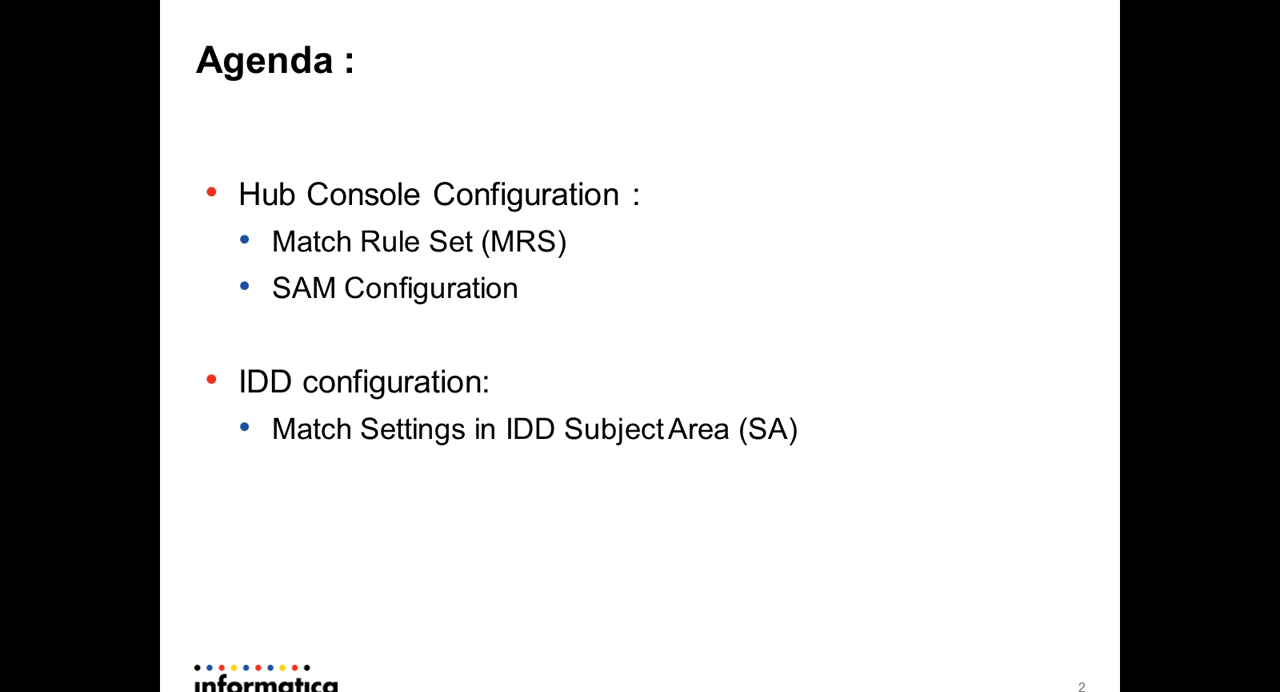 Agenda :
Hub Console Configuration :
Match Rule Set (MRS)
SAM Configuration
IDD configuration:
Match Settings in IDD Subject Area (SA)
informatica
2